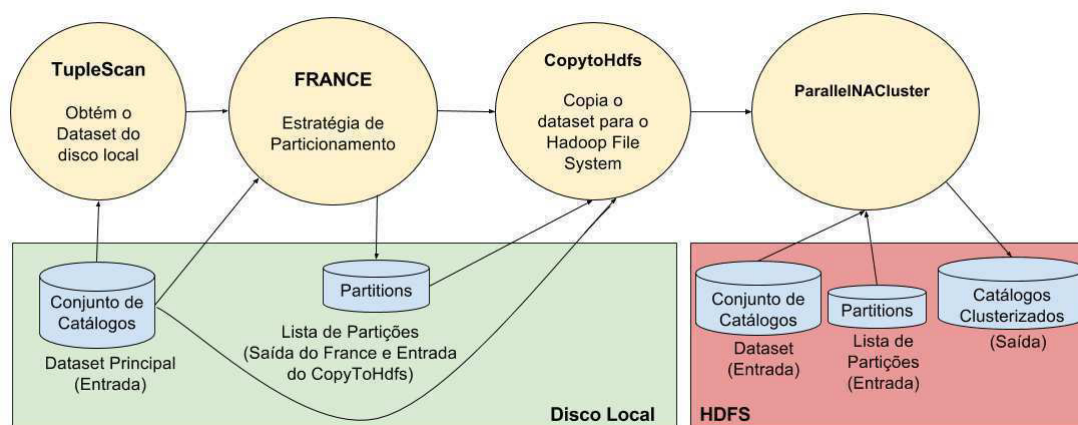 TupleScan
Obtém o
Dataset do
disco local
FRANCE
Estratégia de
Particionamento
CopytoHdfs
Copia o
dataset para o
Hadoop File
System
ParallelNACluster
Conjunto de
Catálogos
Dataset Principal
(Entrada)
Partitions
Lista de Partições
(Saída do France e Entrada
do CopyToHdfs)
Disco Local
Conjunto de
Catálogos
Dataset
(Entrada)
Partitions
Lista de
Partições
(Entrada)
Catálogos
Clusterizados
(Saída)
HDFS